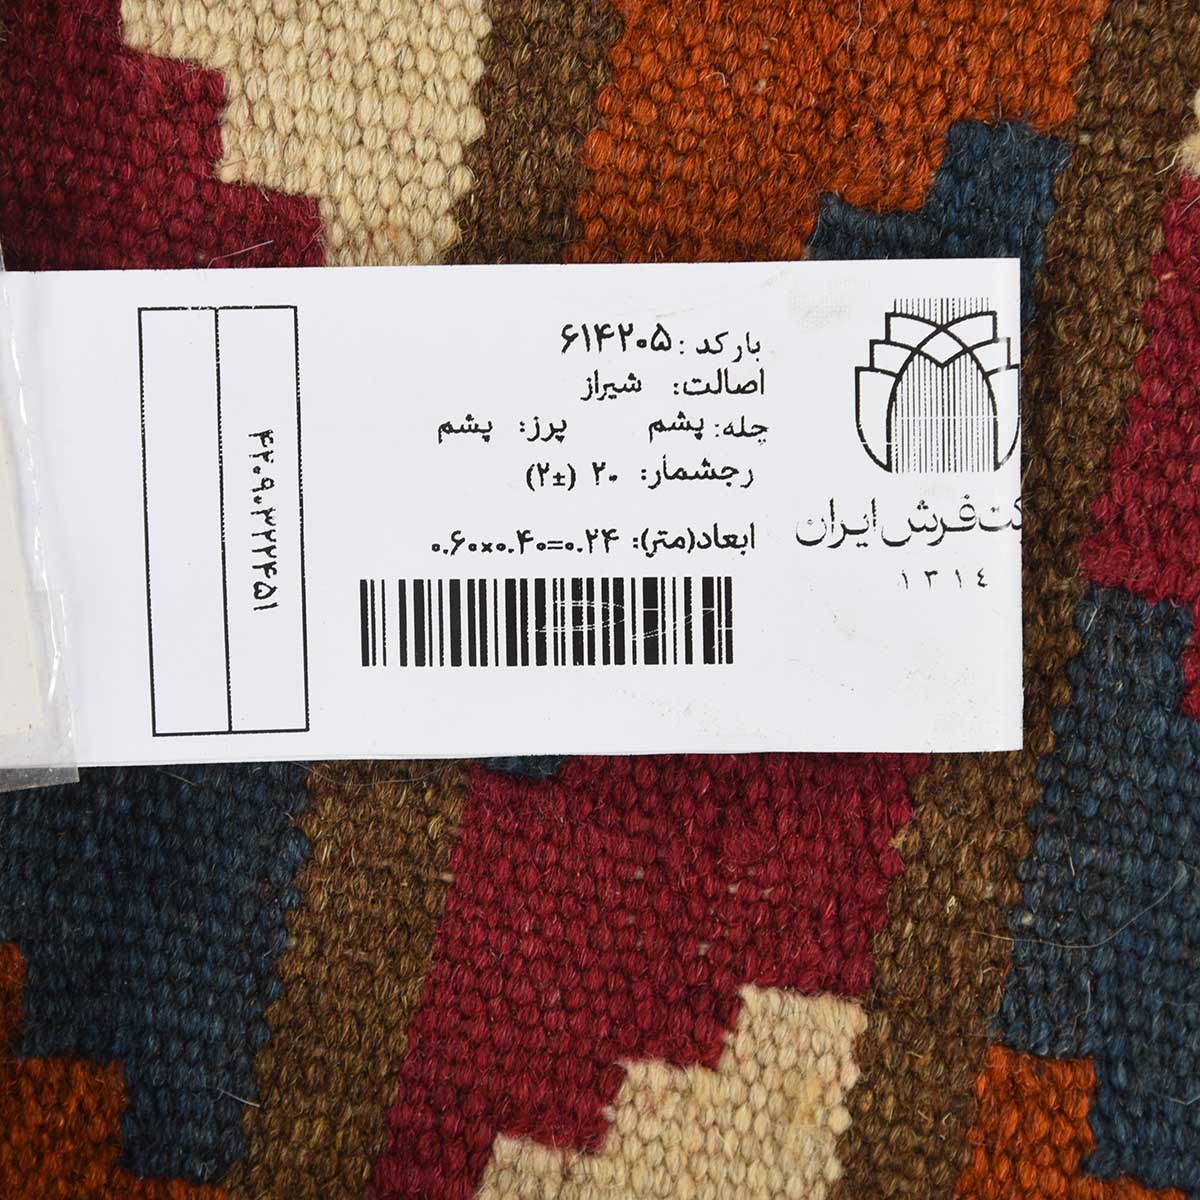 بارکد: ۶۱۴۲۰۵
اصالت: شیراز
چله: پشم پرز: پشم
رجشمار: ۲۰ (±۲)
ابعاد(متر): ۰.۶۰×۰.۴۰=۰.۲۴
فرش ایران
۱۳۱٤
۴۲۰۹۰۳۲۲۴۵۱